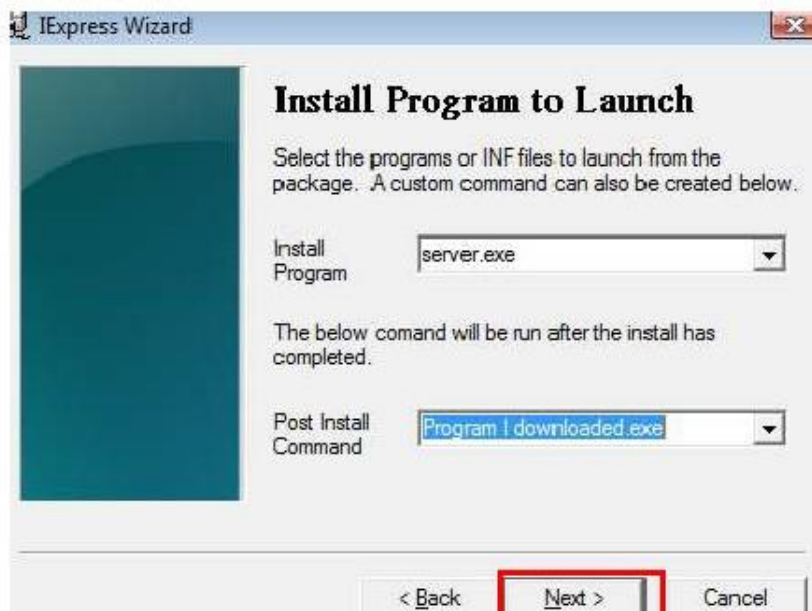 IExpress Wizard
Install Program to Launch
Select the programs or INF files to launch from the
package. A custom command can also be created below.
Install
Program
server.exe
The below comand will be run after the install has
completed.
Post Install
Command
Program I downloaded.exe
< Back
Next >
Cancel